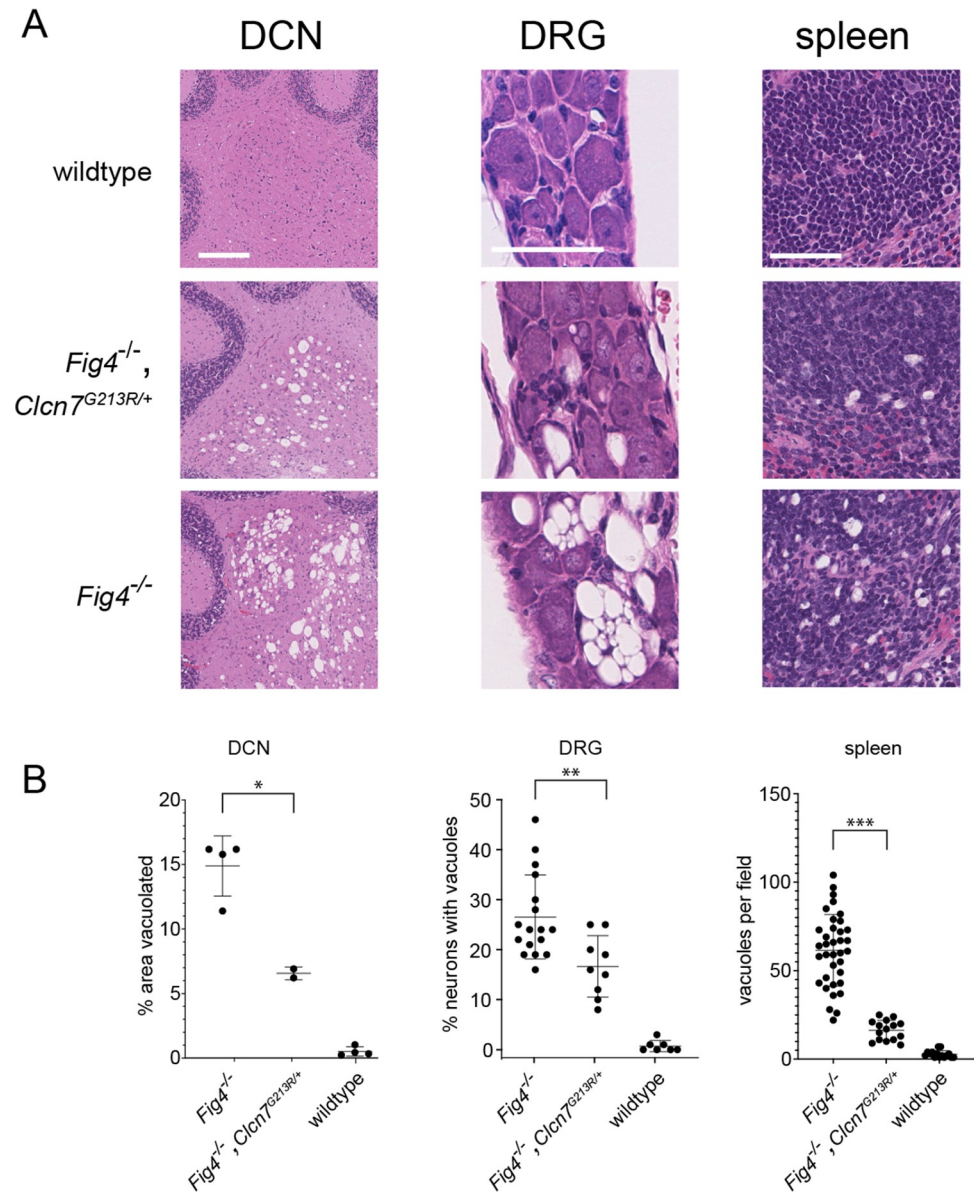 A
DCN DRG spleen
wildtype
Fig4-/-,
Clcn7G213R/+
Fig4-/-
B
DCN DRG spleen
% area vacuolated
20
15
10
5
0
*
Fig4-/-
Fig4-/-, Clcn7G213R/+
wildtype
% neurons with vacuoles
50
40
30
20
10
0
**
Fig4-/-
Fig4-/-, Clcn7G213R/+
wildtype
vacuoles per field
150
100
50
0
***
Fig4-/-
Fig4-/-, Clcn7G213R/+
wildtype